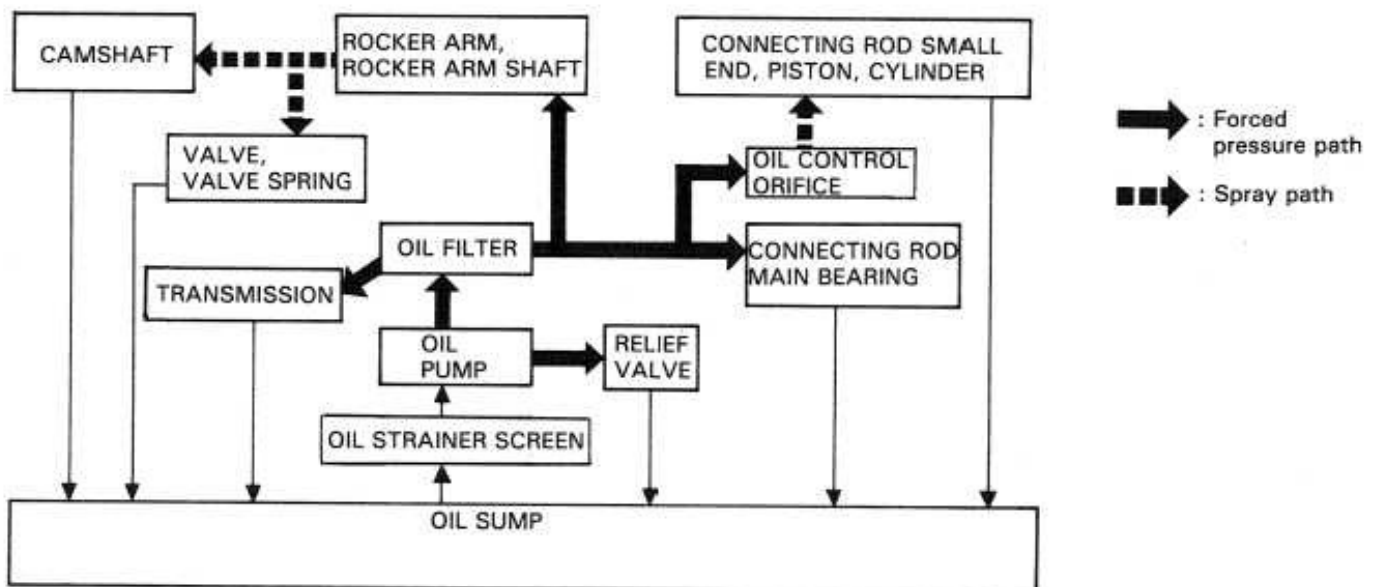 CAMSHAFT
ROCKER ARM,
ROCKER ARM SHAFT
CONNECTING ROD SMALL
END, PISTON, CYLINDER
: Forced
pressure path
: Spray path
VALVE,
VALVE SPRING
OIL CONTROL
ORIFICE
OIL FILTER
CONNECTING ROD
MAIN BEARING
TRANSMISSION
OIL
PUMP
RELIEF
VALVE
OIL STRAINER SCREEN
OIL SUMP